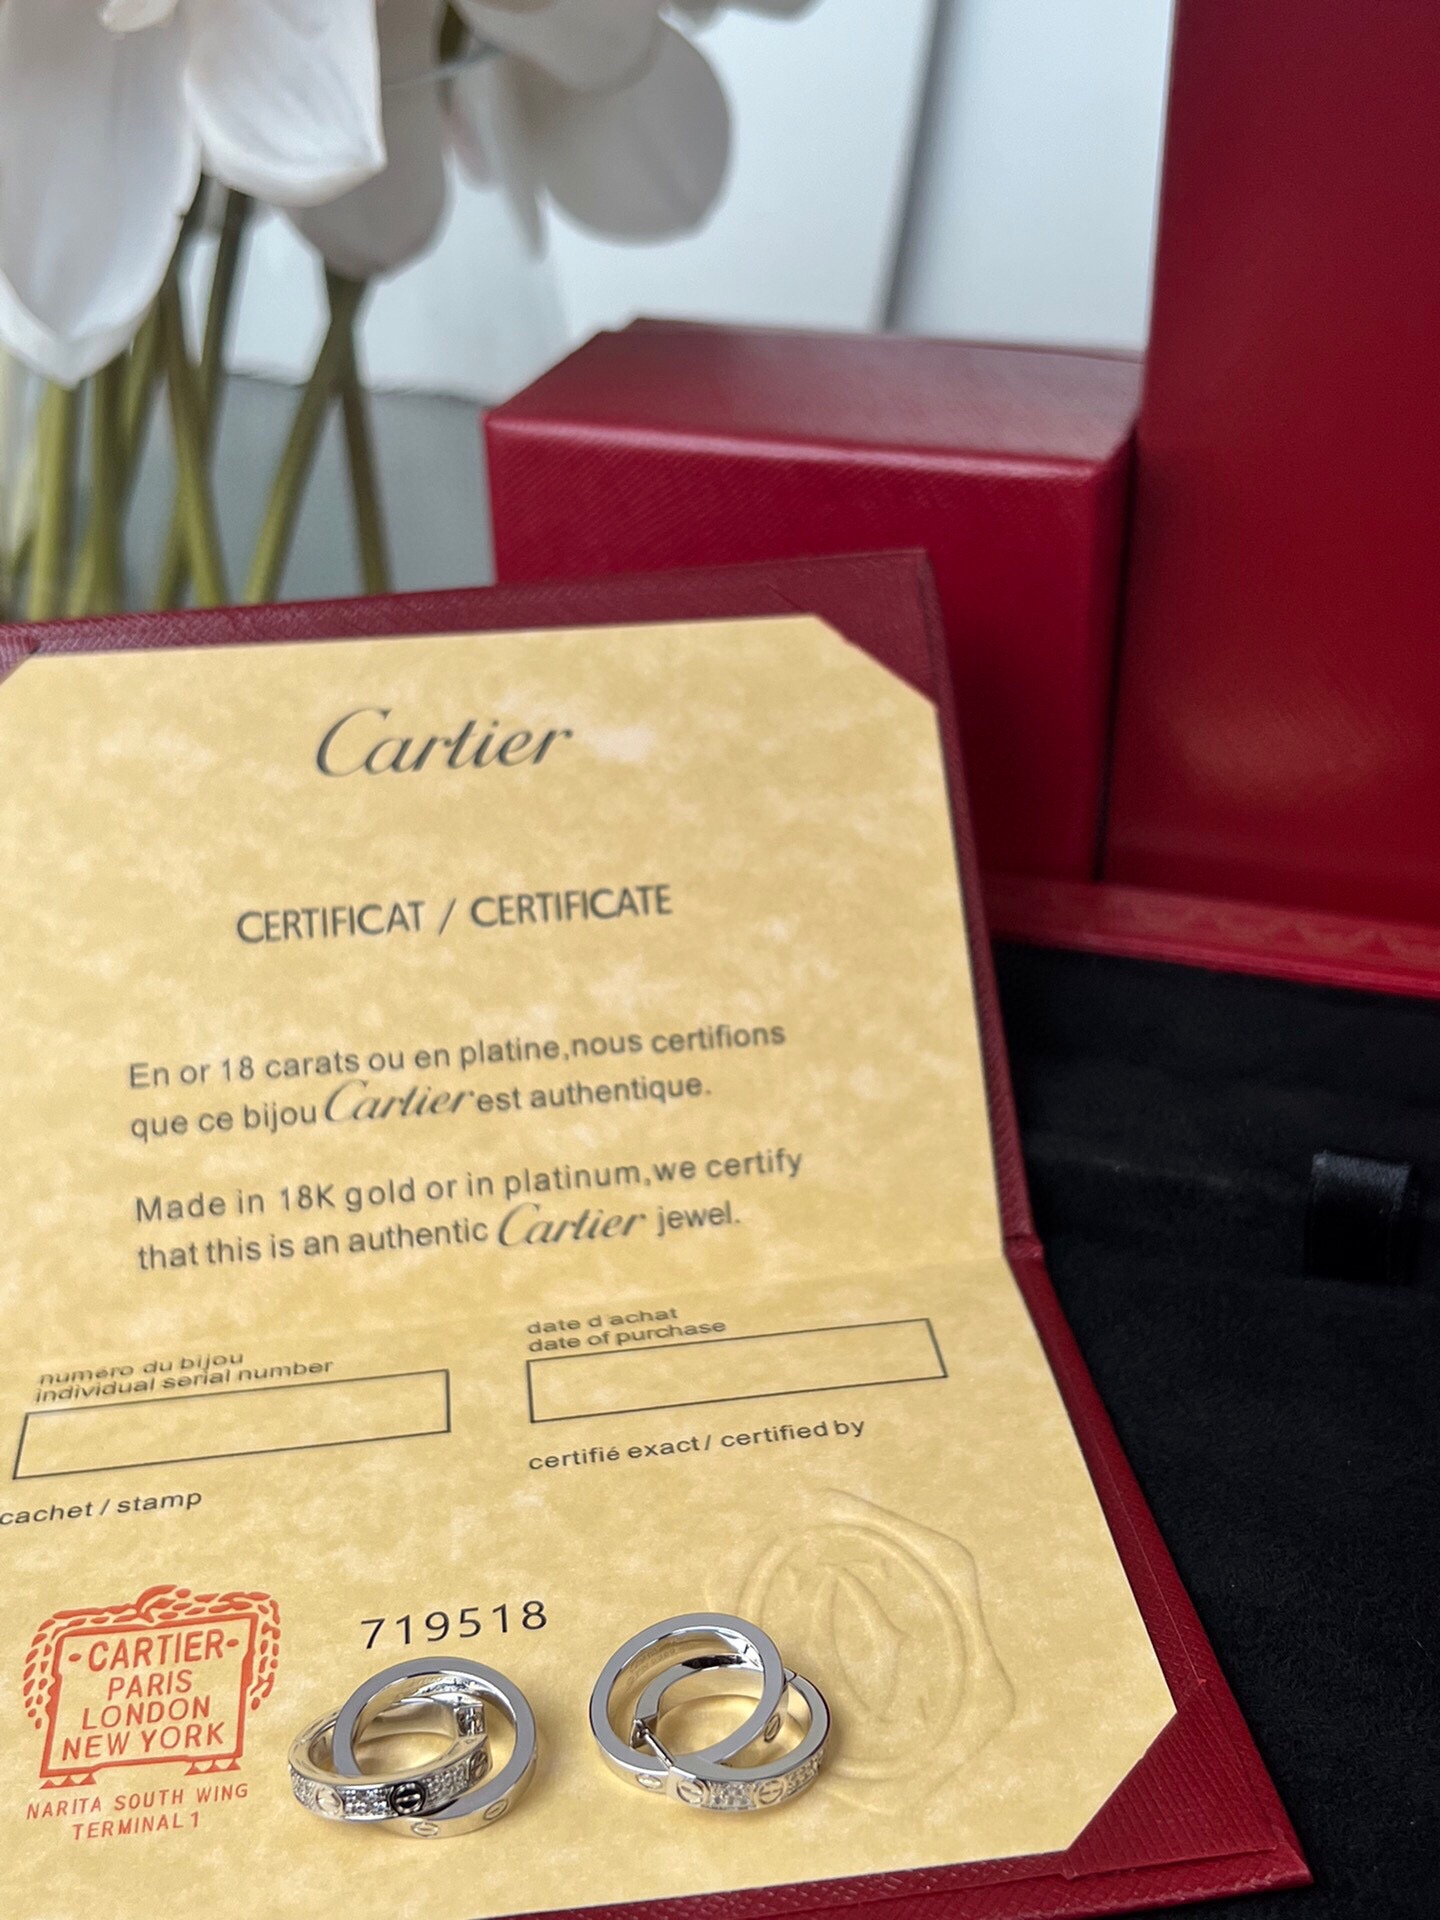 Cartier
CERTIFICAT / CERTIFICATE
En or 18 carats ou en platine,nous certifions
que ce bijou Cartier est authentique.
Made in 18K gold or in platinum,we certify
that this is an authentic Cartier jewel.
numéro du bijou
individual serial number
date d'achat
date of purchase
certifié exact / certified by
cachet / stamp
719518
·CARTIER·
PARIS
LONDON
NEW YORK
NARITA SOUTH WING
TERMINAL 1